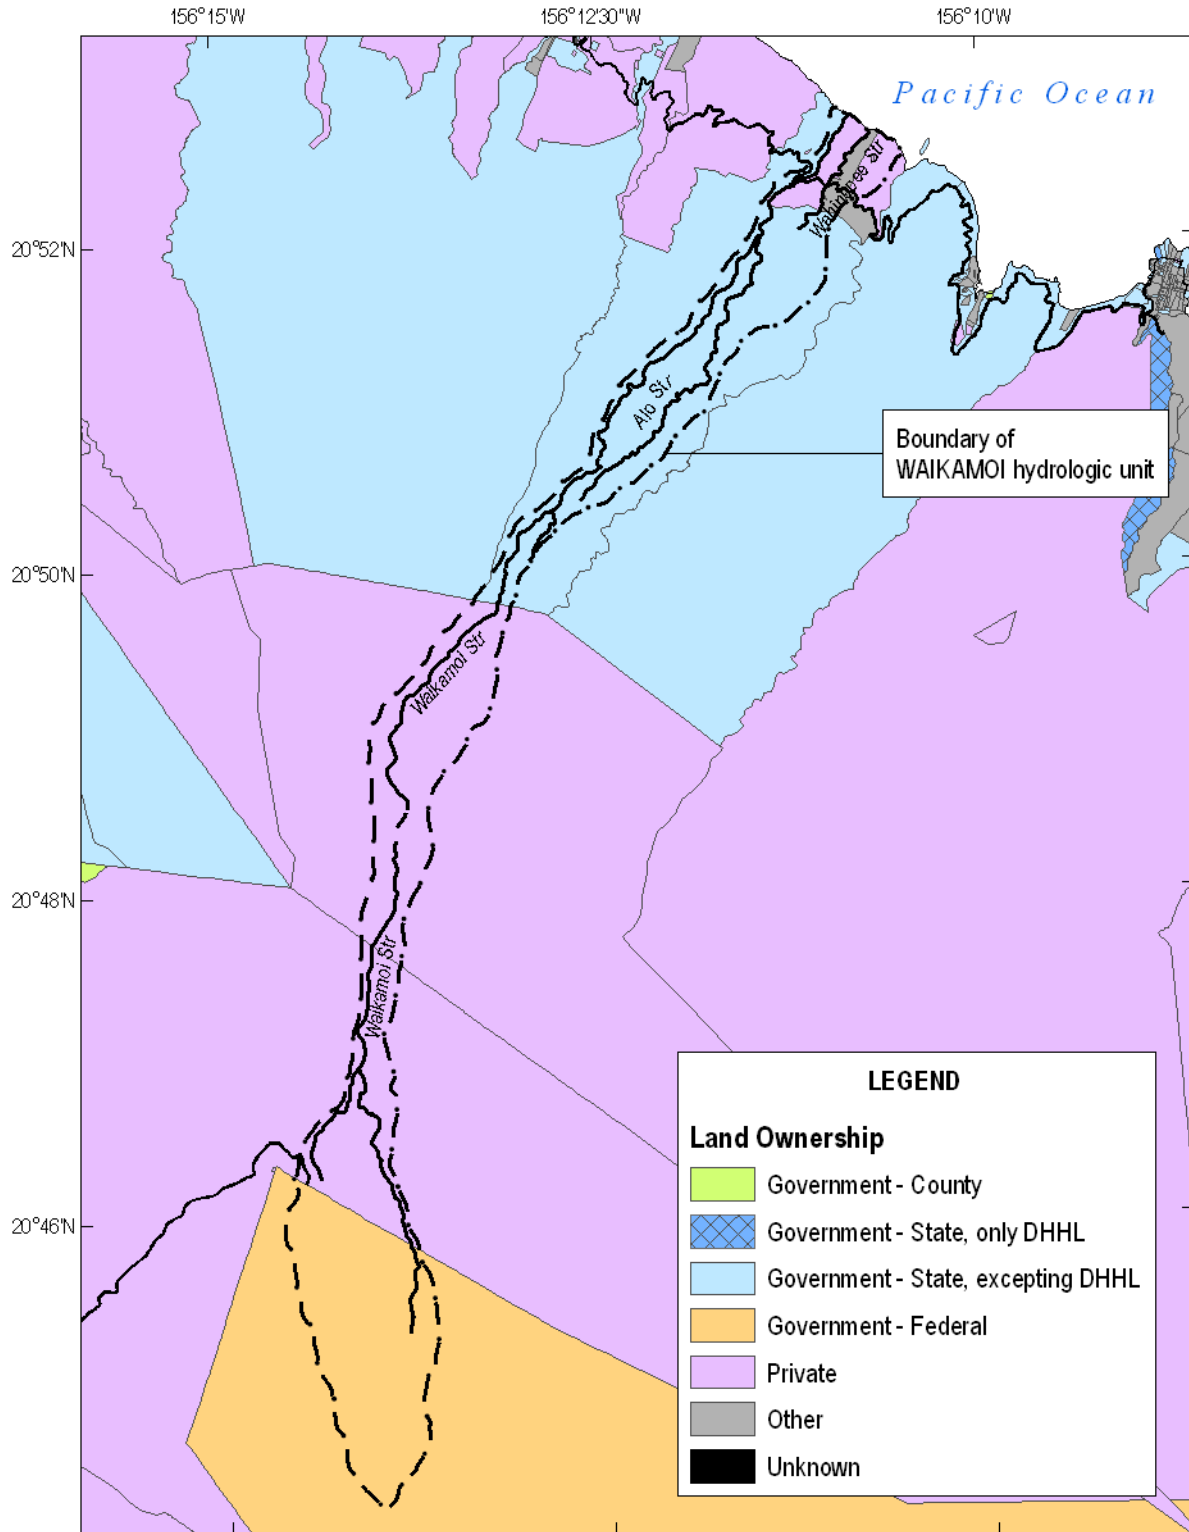 156°15'W 156°12'30"W 156°10'W
Pacific Ocean
Wahinepee Str
20°52'N
Alo Str
Boundary of
WAIKAMOI hydrologic unit
20°50'N
Waikamoi Str
20°48'N
Waikamoi Str
LEGEND
Land Ownership
Government - County
Government - State, only DHHL
20°46'N
Government - State, excepting DHHL
Government - Federal
Private
Other
Unknown